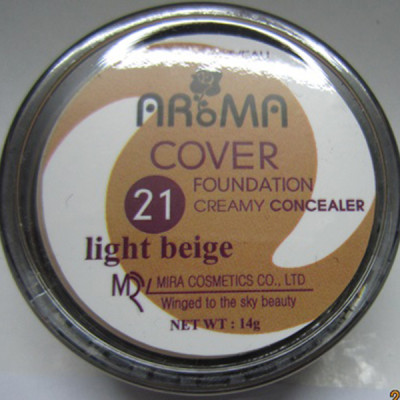 AROMA
COVER
21
FOUNDATION
CREAMY CONCEALER
light beige
MR
MIRA COSMETICS CO., LTD
Winged to the sky beauty
NET WT : 14g